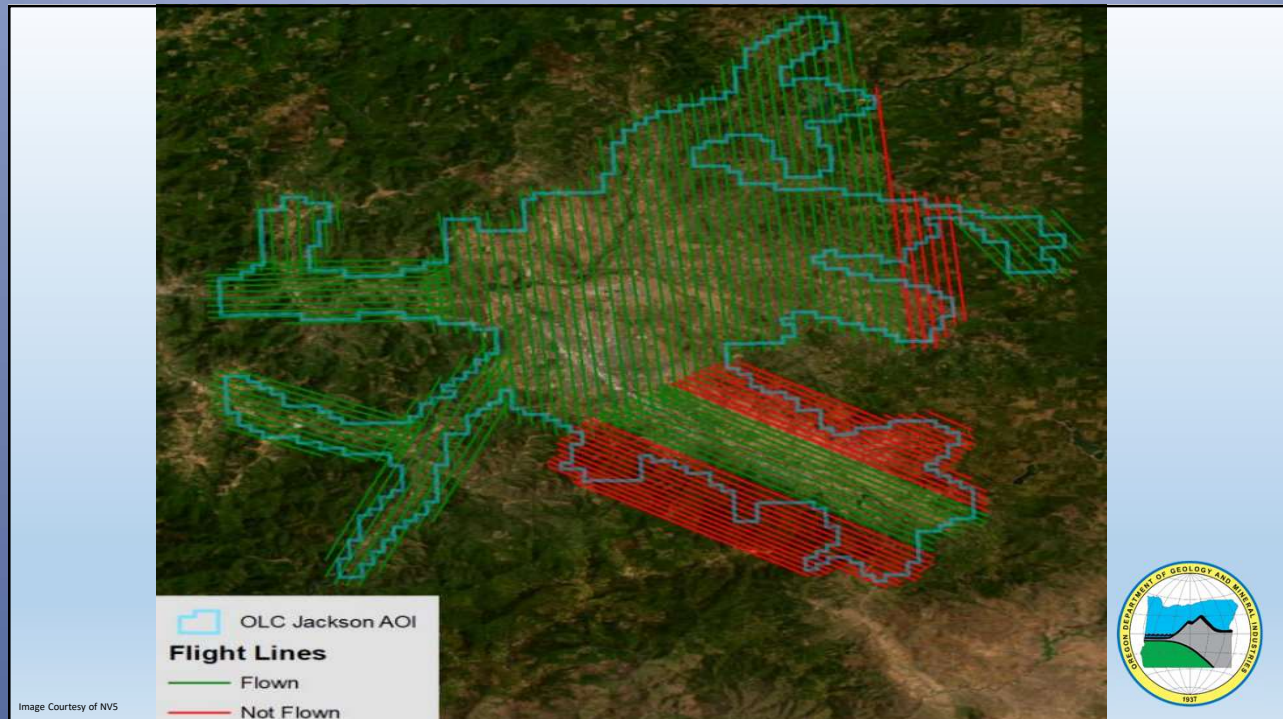 OLC Jackson AOI
Flight Lines
Flown
Not Flown
Image Courtesy of NV5
OREGON DEPARTMENT OF GEOLOGY AND MINERAL INDUSTRIES
1937